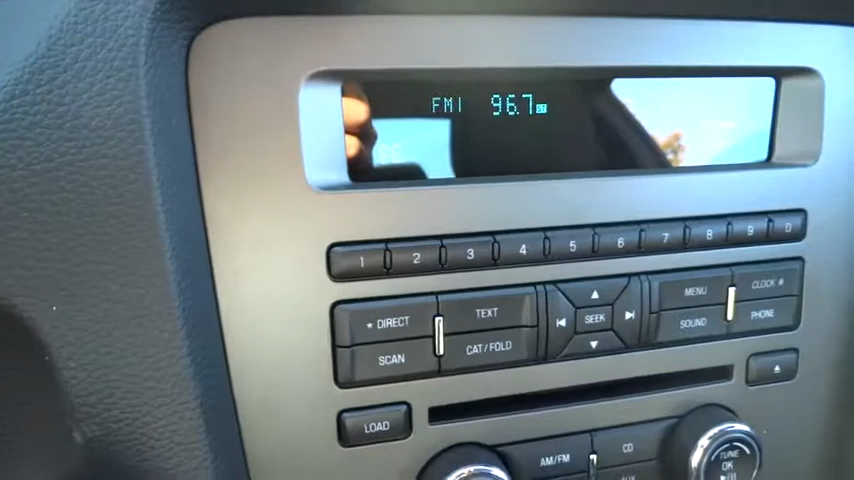 FM1 96.7 ST
1 2 3 4 5 6 7 8 9 0
* DIRECT TEXT MENU CLOCK *
SEEK
SCAN CAT/FOLD SOUND PHONE
LOAD
AM/FM CD TUNE
AUX OK